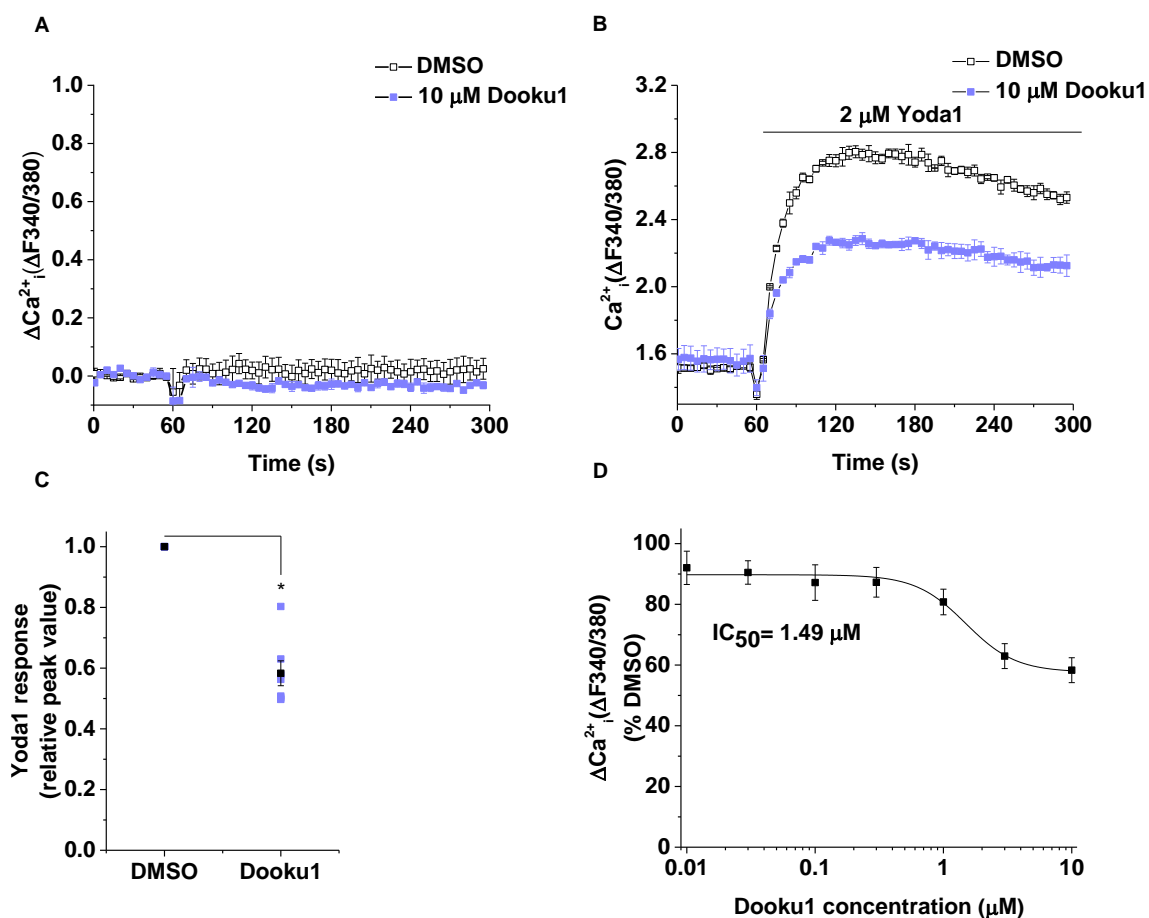 A
DMSO
10 μM Dooku1
1.0
0.8
0.6
0.4
0.2
0.0
ΔCa²⁺ᵢ(ΔF340/380)
0 60 120 180 240 300
Time (s)
B
DMSO
10 μM Dooku1
2 μM Yoda1
3.2
2.8
2.4
2.0
1.6
Ca²⁺ᵢ(ΔF340/380)
0 60 120 180 240 300
Time (s)
C
1.0
0.8
0.6
0.4
0.2
0.0
Yoda1 response
(relative peak value)
*
DMSO Dooku1
D
100
80
60
40
20
0
ΔCa²⁺ᵢ(ΔF340/380)
(% DMSO)
IC₅₀= 1.49 μM
0.01 0.1 1 10
Dooku1 concentration (μM)